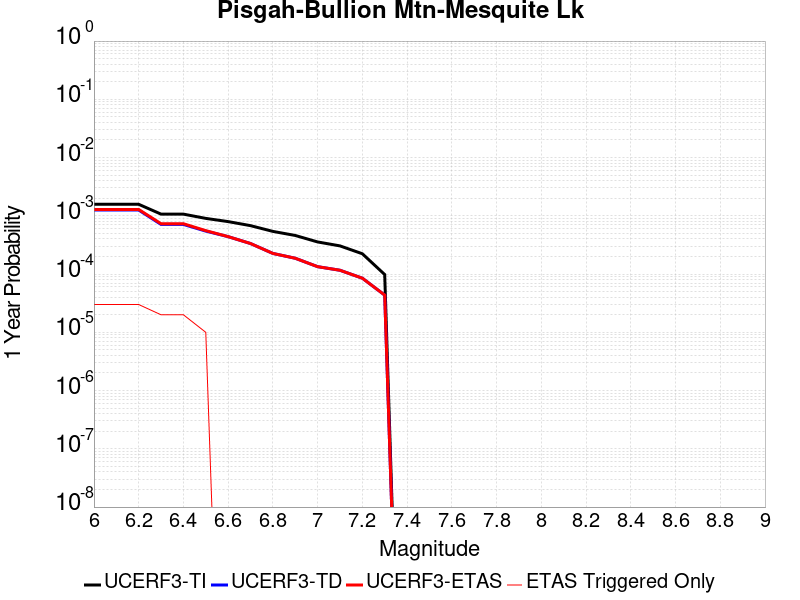 Pisgah-Bullion Mtn-Mesquite Lk
10^0
10^-1
10^-2
10^-3
10^-4
10^-5
10^-6
10^-7
10^-8
1 Year Probability
6 6.2 6.4 6.6 6.8 7 7.2 7.4 7.6 7.8 8 8.2 8.4 8.6 8.8 9
Magnitude
UCERF3-TI UCERF3-TD UCERF3-ETAS ETAS Triggered Only